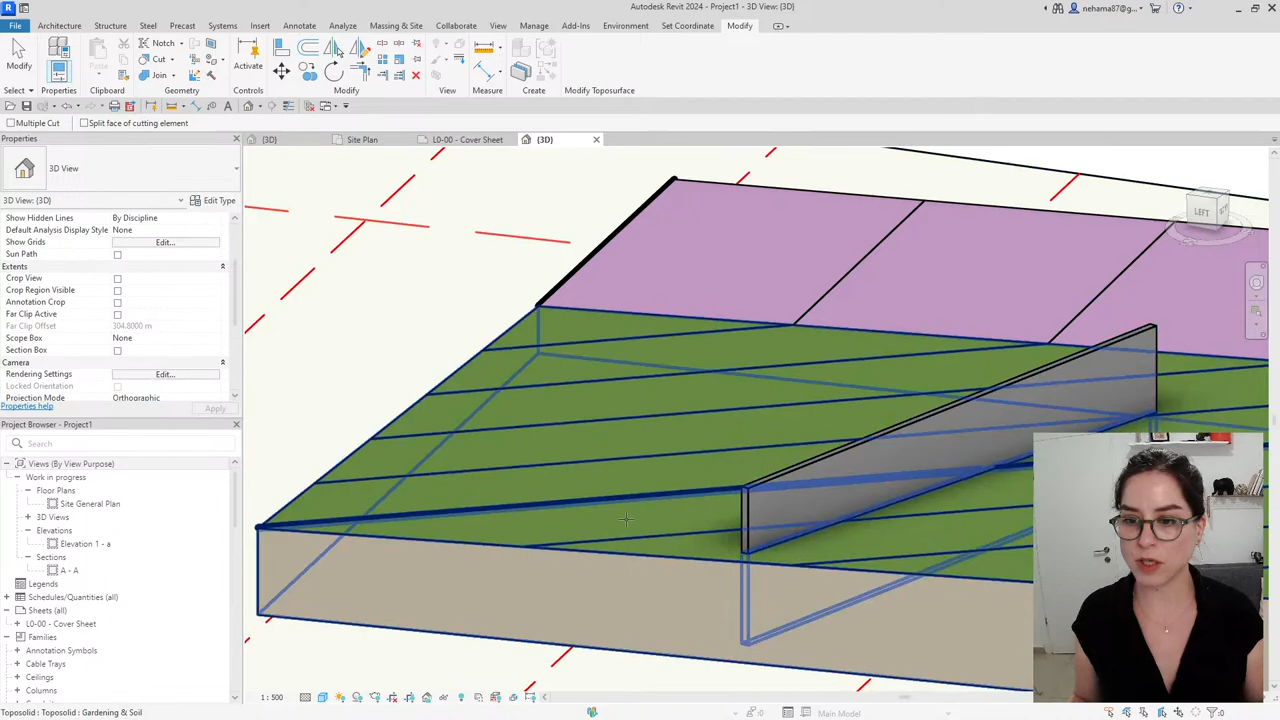 Autodesk Revit 2024 - Project1 - 3D View: {3D}
nehama87@g...
File
Architecture
Structure
Steel
Precast
Systems
Insert
Annotate
Analyze
Massing & Site
Collaborate
View
Manage
Add-Ins
Environment
Set Coordinate
Modify
Modify
Paste
Notch
Cut
Join
Activate
Select
Properties
Clipboard
Geometry
Controls
Modify
View
Measure
Create
Modify Toposurface
Multiple Cut
Split face of cutting element
Properties
{3D}
Site Plan
L0-00 - Cover Sheet
{3D}
3D View
3D View: {3D}
Edit Type
Show Hidden Lines By Discipline
Default Analysis Display Style None
Show Grids Edit...
Sun Path
Extents
Crop View
Crop Region Visible
Annotation Crop
Far Clip Active
Far Clip Offset 304.8000 m
Scope Box None
Section Box
Camera
Rendering Settings Edit...
Locked Orientation
Projection Mode Orthographic
Properties help
Apply
Project Browser - Project1
Search
Views (By View Purpose)
Work in progress
Floor Plans
Site General Plan
3D Views
Elevations
Elevation 1 - a
Sections
A - A
Legends
Schedules/Quantities (all)
Sheets (all)
L0-00 - Cover Sheet
Families
Annotation Symbols
Cable Trays
Ceilings
Columns
LEFT
1 : 500
Toposolid : Toposolid : Gardening & Soil
:0
Main Model
:0